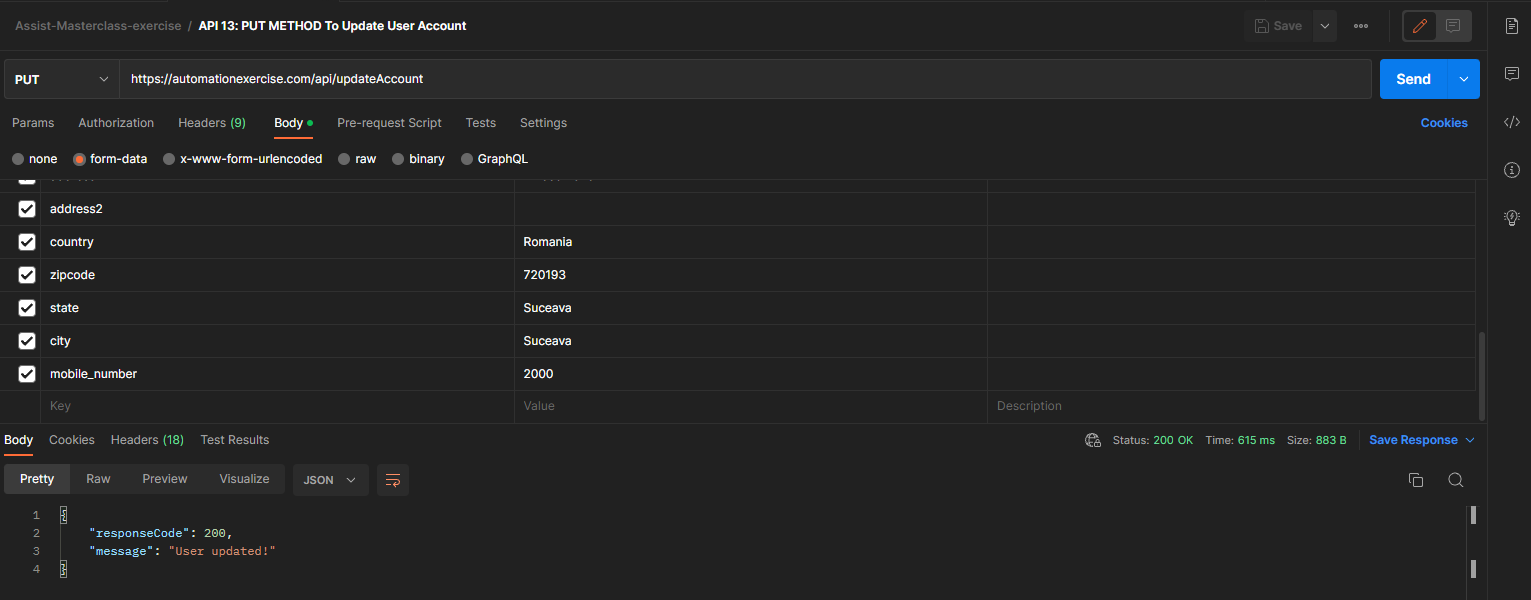 Assist-Masterclass-exercise / API 13: PUT METHOD To Update User Account Save
PUT https://automationexercise.com/api/updateAccount Send
Params Authorization Headers (9) Body Pre-request Script Tests Settings Cookies
none form-data x-www-form-urlencoded raw binary GraphQL
address2
country Romania
zipcode 720193
state Suceava
city Suceava
mobile_number 2000
Key Value Description
Body Cookies Headers (18) Test Results Status: 200 OK Time: 615 ms Size: 883 B Save Response
Pretty Raw Preview Visualize JSON
1 {
2 "responseCode": 200,
3 "message": "User updated!"
4 }